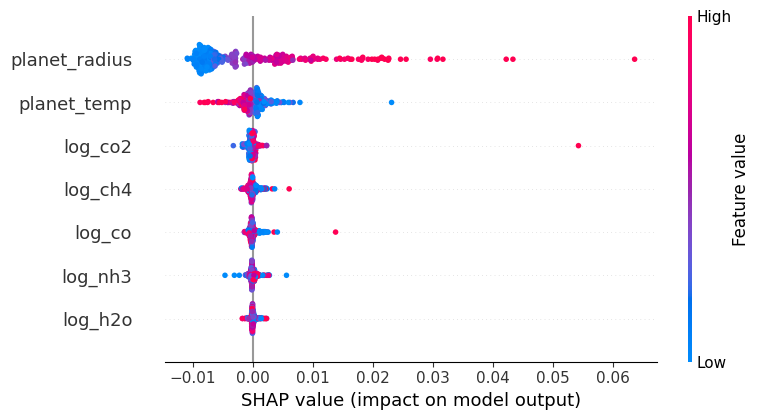 High
planet_radius
planet_temp
log_co2
log_ch4
log_co
log_nh3
log_h2o
Feature value
Low
−0.01 0.00 0.01 0.02 0.03 0.04 0.05 0.06
SHAP value (impact on model output)